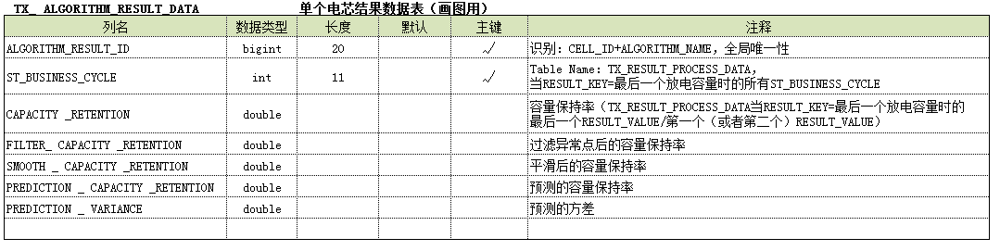 TX_ ALGORITHM_RESULT_DATA 单个电芯结果数据表（画图用）
列名 数据类型 长度 默认 主键 注释
ALGORITHM_RESULT_ID bigint 20 √ 识别：CELL_ID+ALGORITHM_NAME，全局唯一性
ST_BUSINESS_CYCLE int 11 √ Table Name：TX_RESULT_PROCESS_DATA，
当RESULT_KEY=最后一个放电容量时的所有ST_BUSINESS_CYCLE
CAPACITY _RETENTION double 容量保持率（TX_RESULT_PROCESS_DATA当RESULT_KEY=最后一个放电容量时的
最后一个RESULT_VALUE/第一个（或者第二个）RESULT_VALUE）
FILTER_ CAPACITY _RETENTION double 过滤异常点后的容量保持率
SMOOTH _ CAPACITY _RETENTION double 平滑后的容量保持率
PREDICTION _ CAPACITY _RETENTION double 预测的容量保持率
PREDICTION _ VARIANCE double 预测的方差